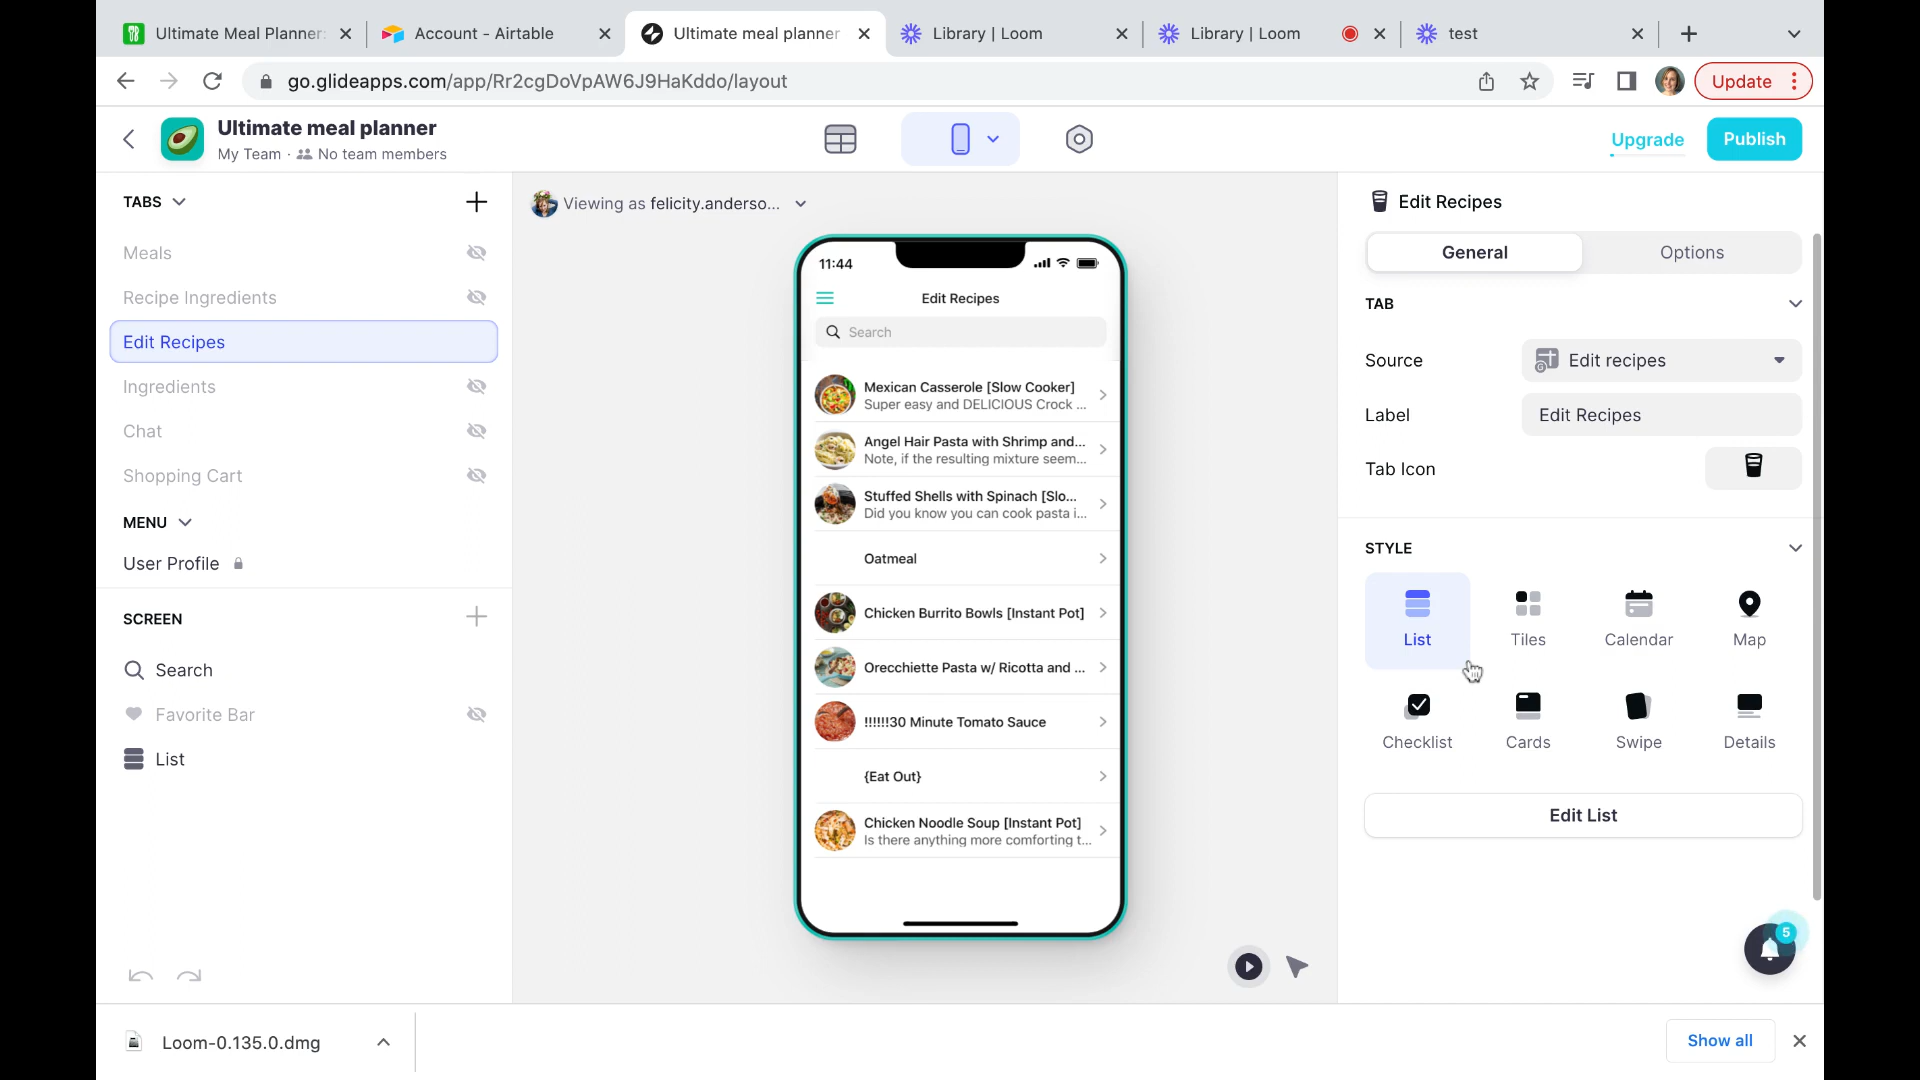 Ultimate Meal Planner:
Account - Airtable
Ultimate meal planner
Library | Loom
Library | Loom
test
go.glideapps.com/app/Rr2cgDoVpAW6J9HaKddo/layout
Update
Ultimate meal planner
My Team · No team members
Upgrade
Publish
TABS
Meals
Recipe Ingredients
Edit Recipes
Ingredients
Chat
Shopping Cart
MENU
User Profile
SCREEN
Search
Favorite Bar
List
Viewing as felicity.anderso...
11:44
Edit Recipes
Search
Mexican Casserole [Slow Cooker]
Super easy and DELICIOUS Crock ...
Angel Hair Pasta with Shrimp and...
Note, if the resulting mixture seem...
Stuffed Shells with Spinach [Slo...
Did you know you can cook pasta i...
Oatmeal
Chicken Burrito Bowls [Instant Pot]
Orecchiette Pasta w/ Ricotta and ...
!!!!!!30 Minute Tomato Sauce
{Eat Out}
Chicken Noodle Soup [Instant Pot]
Is there anything more comforting t...
Edit Recipes
General
Options
TAB
Source
Edit recipes
Label
Edit Recipes
Tab Icon
STYLE
List
Tiles
Calendar
Map
Checklist
Cards
Swipe
Details
Edit List
5
Loom-0.135.0.dmg
Show all